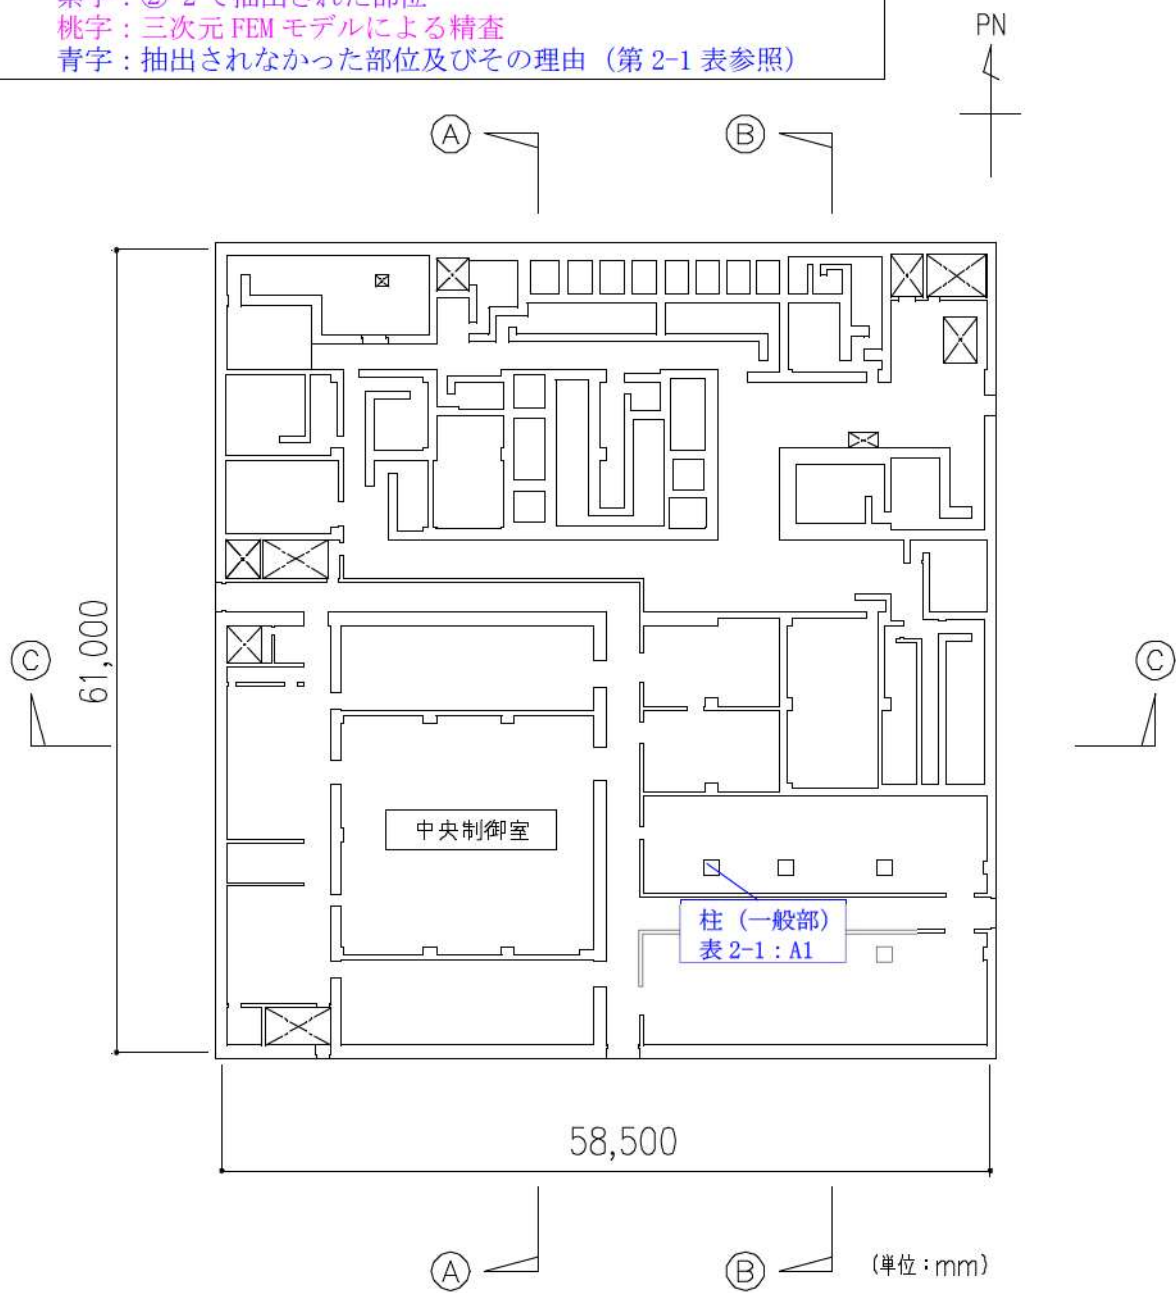 桃字：三次元 FEM モデルによる精査
青字：抽出されなかった部位及びその理由（第 2-1 表参照）
PN
A
B
61,000
C
C
中央制御室
柱（一般部）
表 2-1：A1
58,500
A
B
(単位：mm)